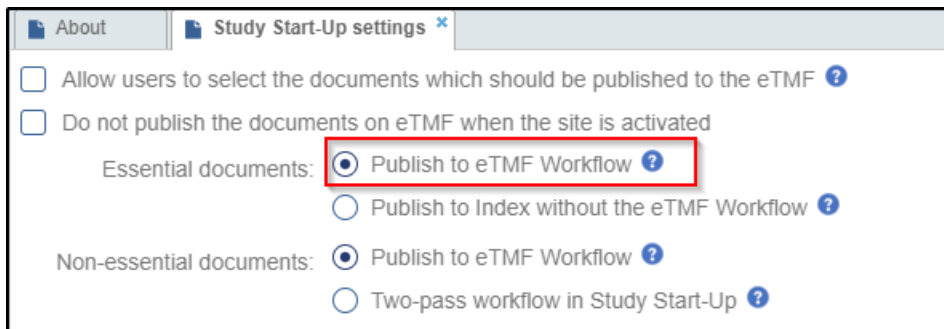 About
Study Start-Up settings ×
Allow users to select the documents which should be published to the eTMF ?
Do not publish the documents on eTMF when the site is activated
Essential documents: Publish to eTMF Workflow ?
Publish to Index without the eTMF Workflow ?
Non-essential documents: Publish to eTMF Workflow ?
Two-pass workflow in Study Start-Up ?